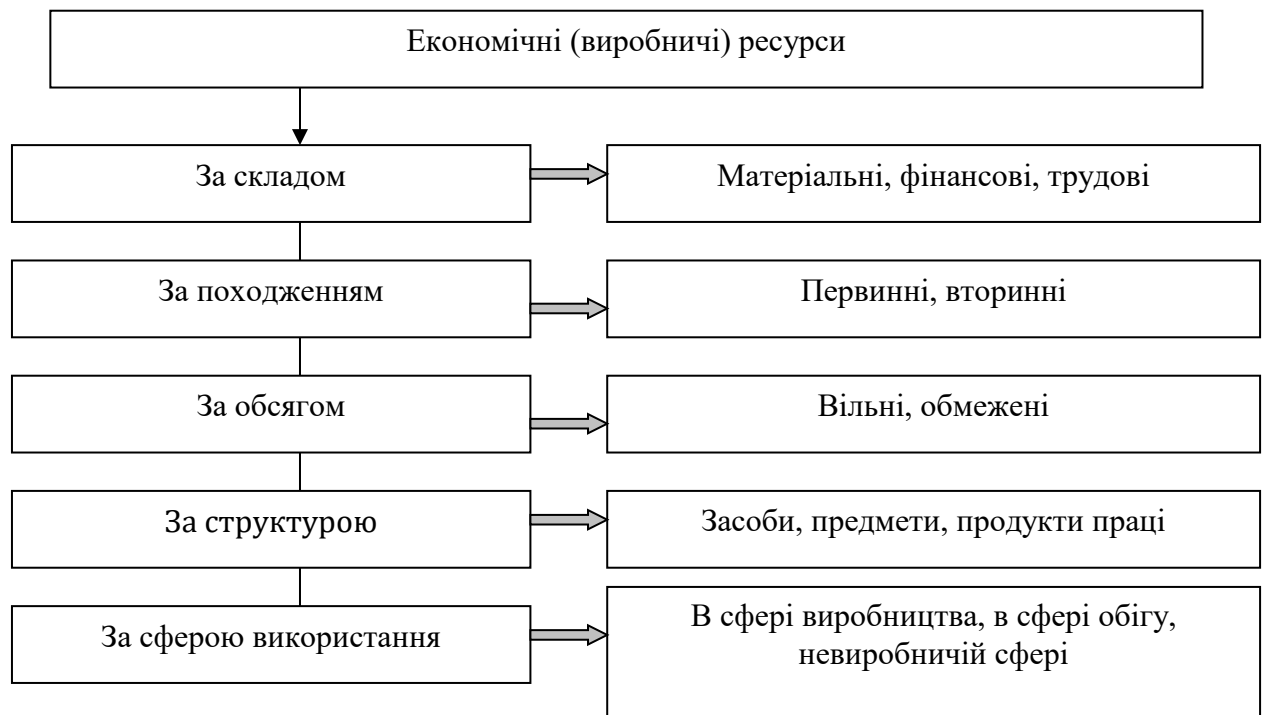 Економічні (виробничі) ресурси
За складом
Матеріальні, фінансові, трудові
За походженням
Первинні, вторинні
За обсягом
Вільні, обмежені
За структурою
Засоби, предмети, продукти праці
За сферою використання
В сфері виробництва, в сфері обігу,
невиробничій сфері